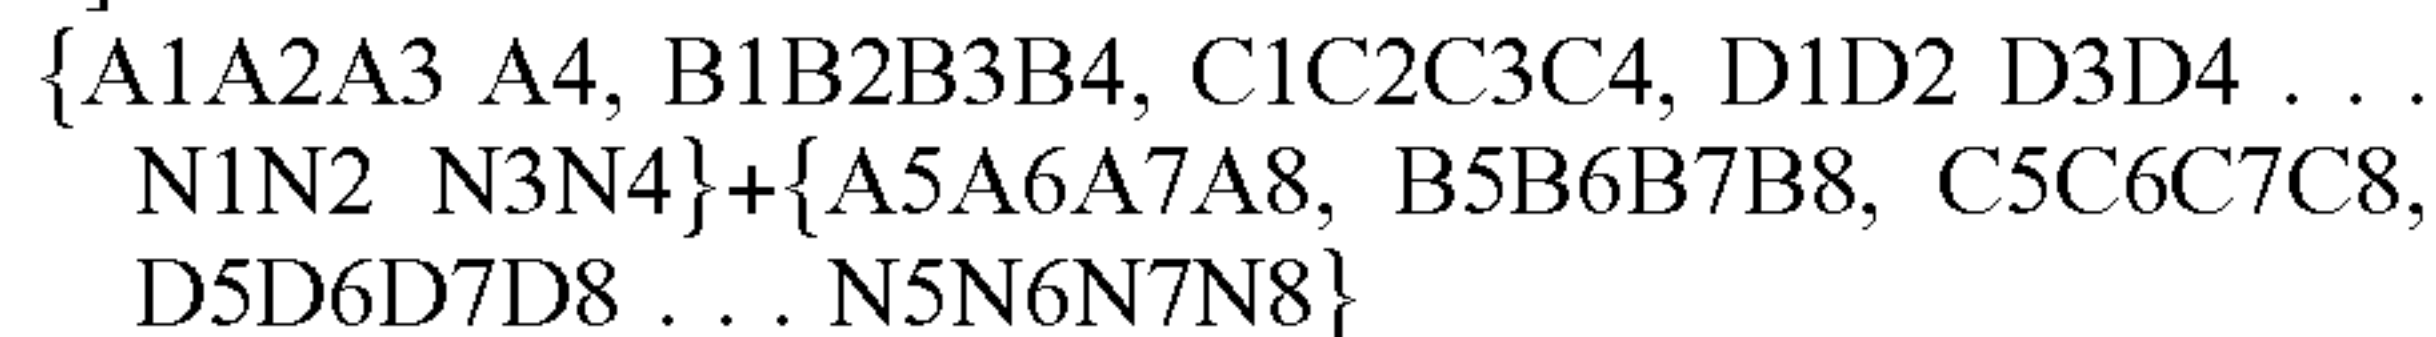 {A1A2A3 A4, B1B2B3B4, C1C2C3C4, D1D2 D3D4 . . .
N1N2 N3N4}+{A5A6A7A8, B5B6B7B8, C5C6C7C8,
D5D6D7D8 . . . N5N6N7N8}